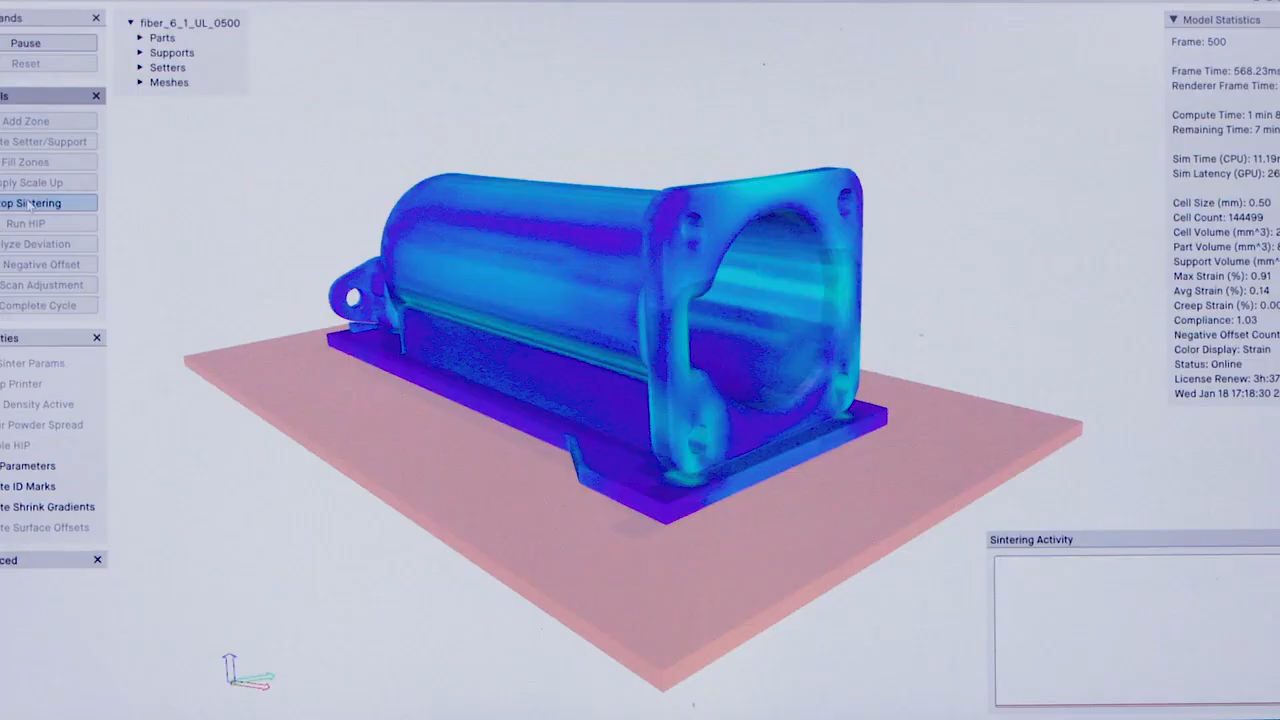 ands
Pause
Reset
ls
Add Zone
te Setter/Support
Fill Zones
ply Scale Up
op Sintering
Run HIP
lyze Deviation
Negative Offset
Scan Adjustment
Complete Cycle
ties
Sinter Params
p Printer
Density Active
r Powder Spread
le HIP
Parameters
te ID Marks
te Shrink Gradients
te Surface Offsets
ced
fiber_6_1_UL_0500
Parts
Supports
Setters
Meshes
Model Statistics
Frame: 500
Frame Time: 568.23ms
Renderer Frame Time:
Compute Time: 1 min 8
Remaining Time: 7 min
Sim Time (CPU): 11.19
Sim Latency (GPU): 26
Cell Size (mm): 0.50
Cell Count: 144499
Cell Volume (mm^3): 2
Part Volume (mm^3):
Support Volume (mm^
Max Strain (%): 0.91
Avg Strain (%): 0.14
Creep Strain (%): 0.00
Compliance: 1.03
Negative Offset Count
Color Display: Strain
Status: Online
License Renew: 3h:37
Wed Jan 18 17:18:30 2
Sintering Activity